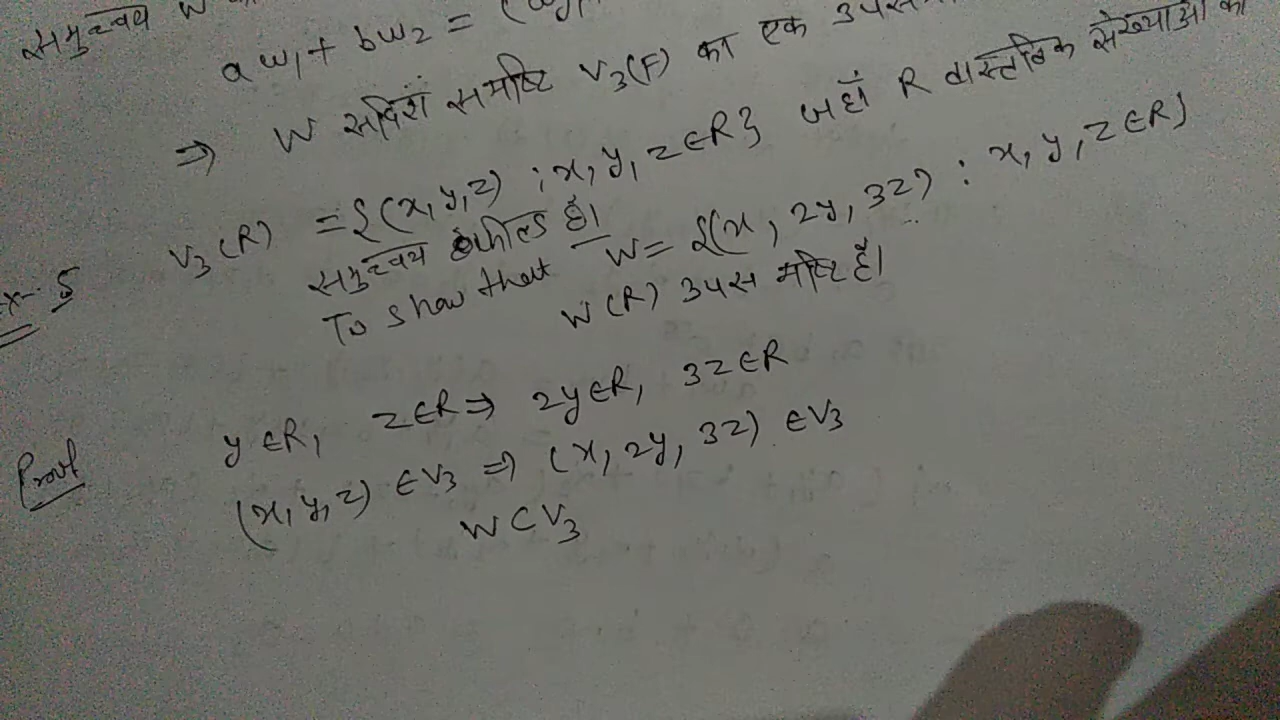 समुच्चय W
aw₁ + bw₂ =
⇒ W सदिश समष्टि V₃(F) का एक
Ex- 5 V₃(R) = {(x, y, z) ; x, y, z ∈ R} जहाँ R वास्तविक संख्याओं का
समुच्चय फील्ड है।
To show that W = {(x, 2y, 3z) : x, y, z ∈ R}
W(R) उपसमष्टि है।
Proof y ∈ R, z ∈ R ⇒ 2y ∈ R, 3z ∈ R
(x, y, z) ∈ V₃ ⇒ (x, 2y, 3z) ∈ V₃
W ⊂ V₃